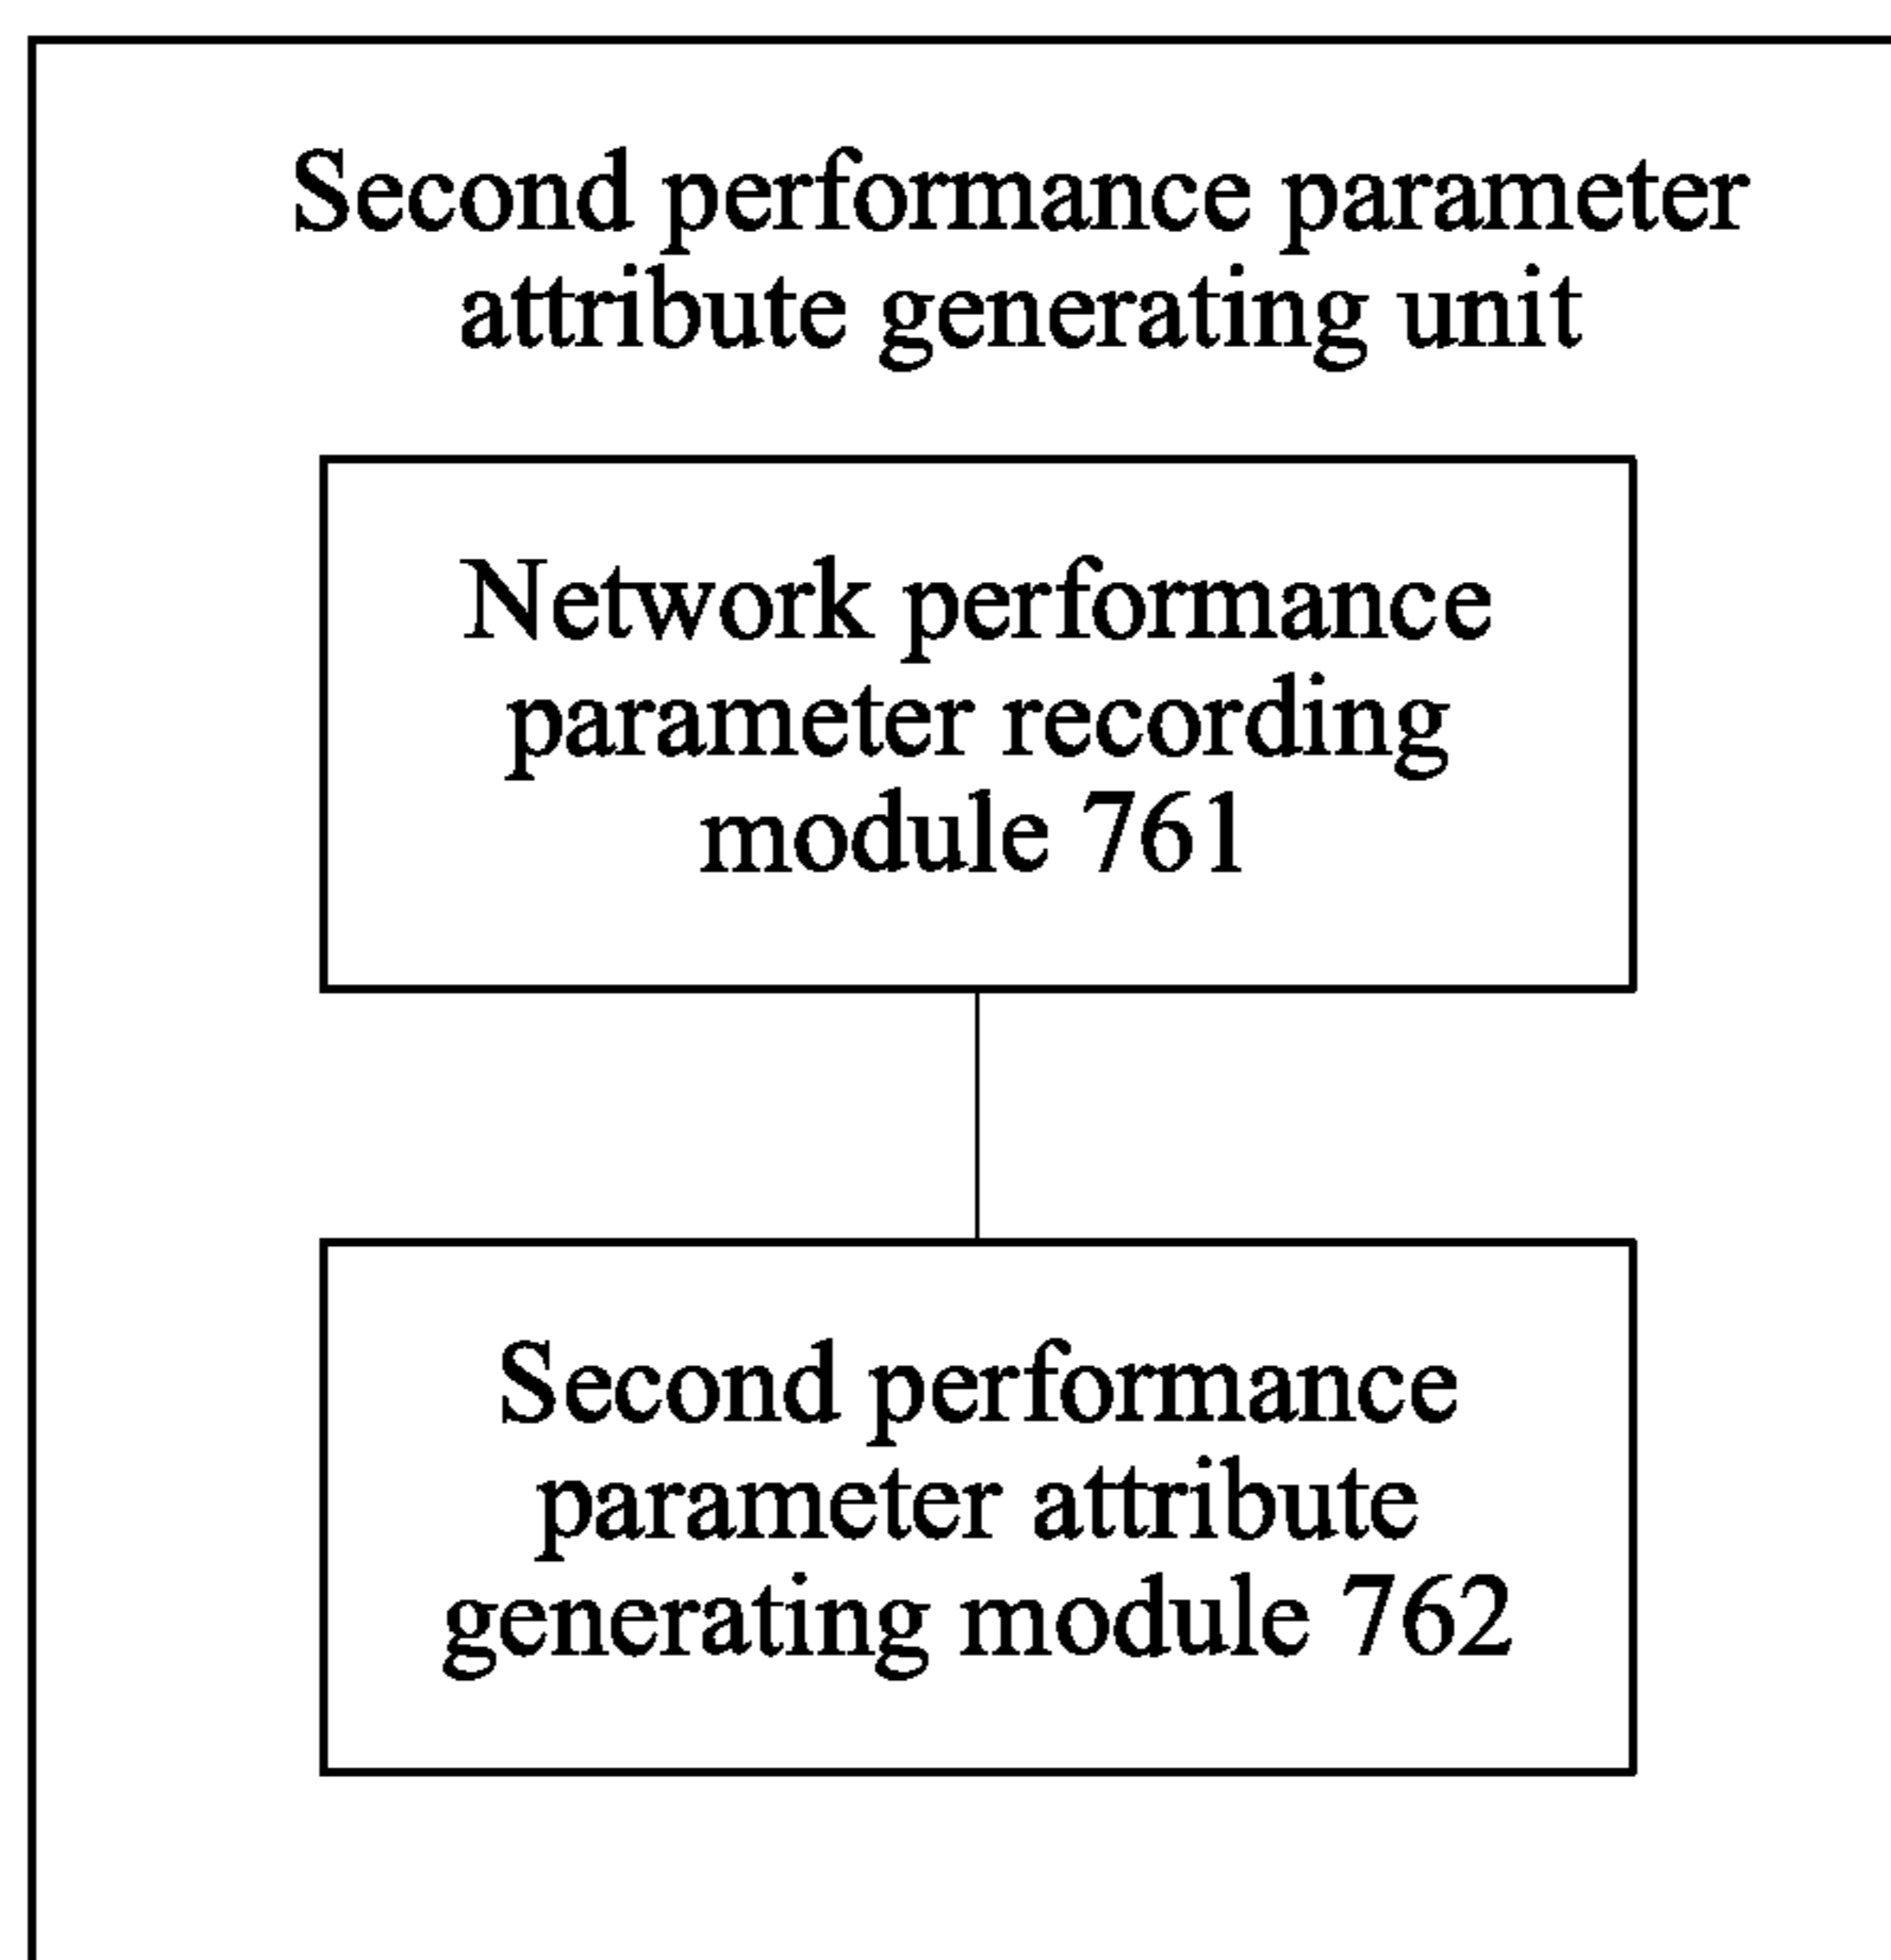 Second performance parameter
attribute generating unit
Network performance
parameter recording
module 761
Second performance
parameter attribute
generating module 762